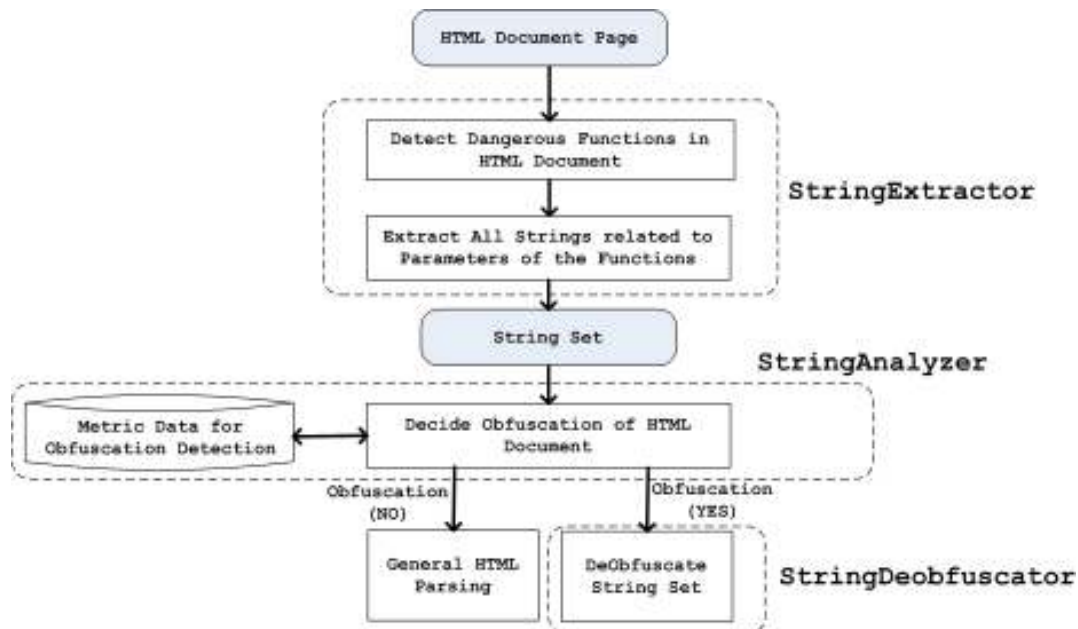 HTML Document Page
Detect Dangerous Functions in
HTML Document
StringExtractor
Extract All Strings related to
Parameters of the Functions
String Set
StringAnalyzer
Metric Data for
Obfuscation Detection
Decide Obfuscation of HTML
Document
Obfuscation
(NO)
Obfuscation
(YES)
General HTML
Parsing
DeObfuscate
String Set
StringDeobfuscator